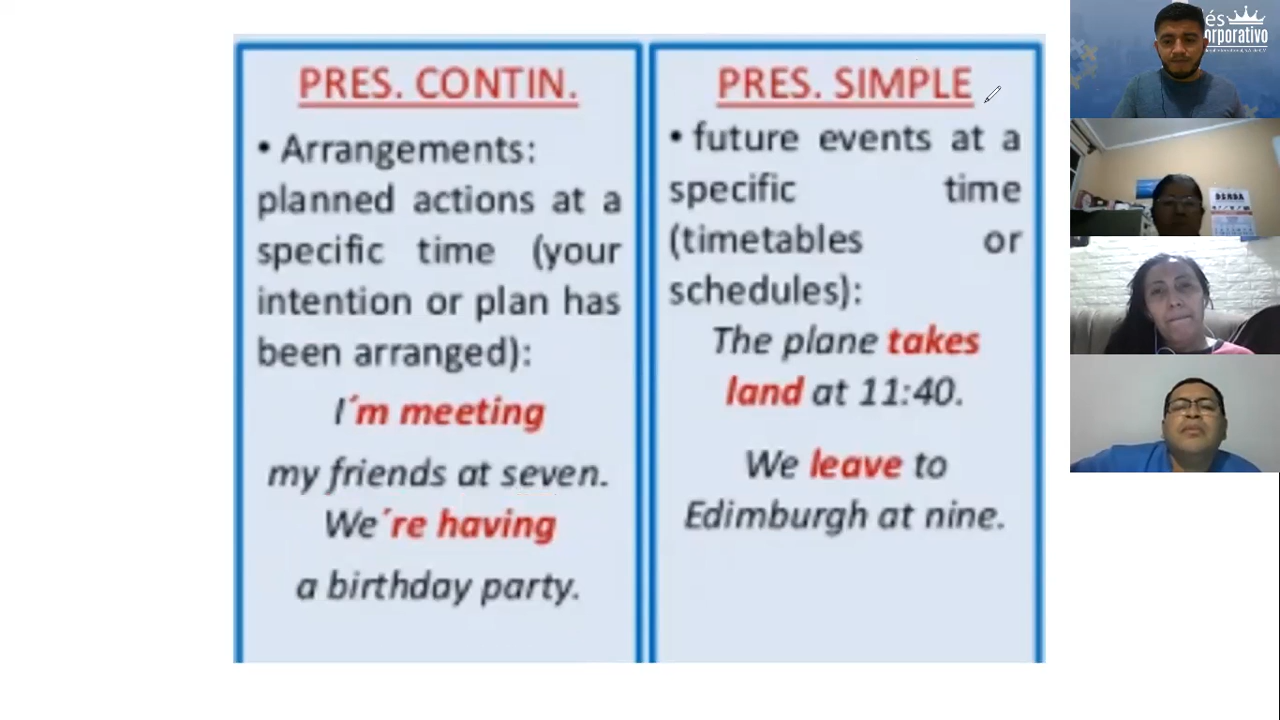 PRES. CONTIN.
• Arrangements:
planned actions at a
specific time (your
intention or plan has
been arranged):
I´m meeting
my friends at seven.
We´re having
a birthday party.
PRES. SIMPLE
• future events at a
specific time
(timetables or
schedules):
The plane takes
land at 11:40.
We leave to
Edimburgh at nine.
és
orporativo